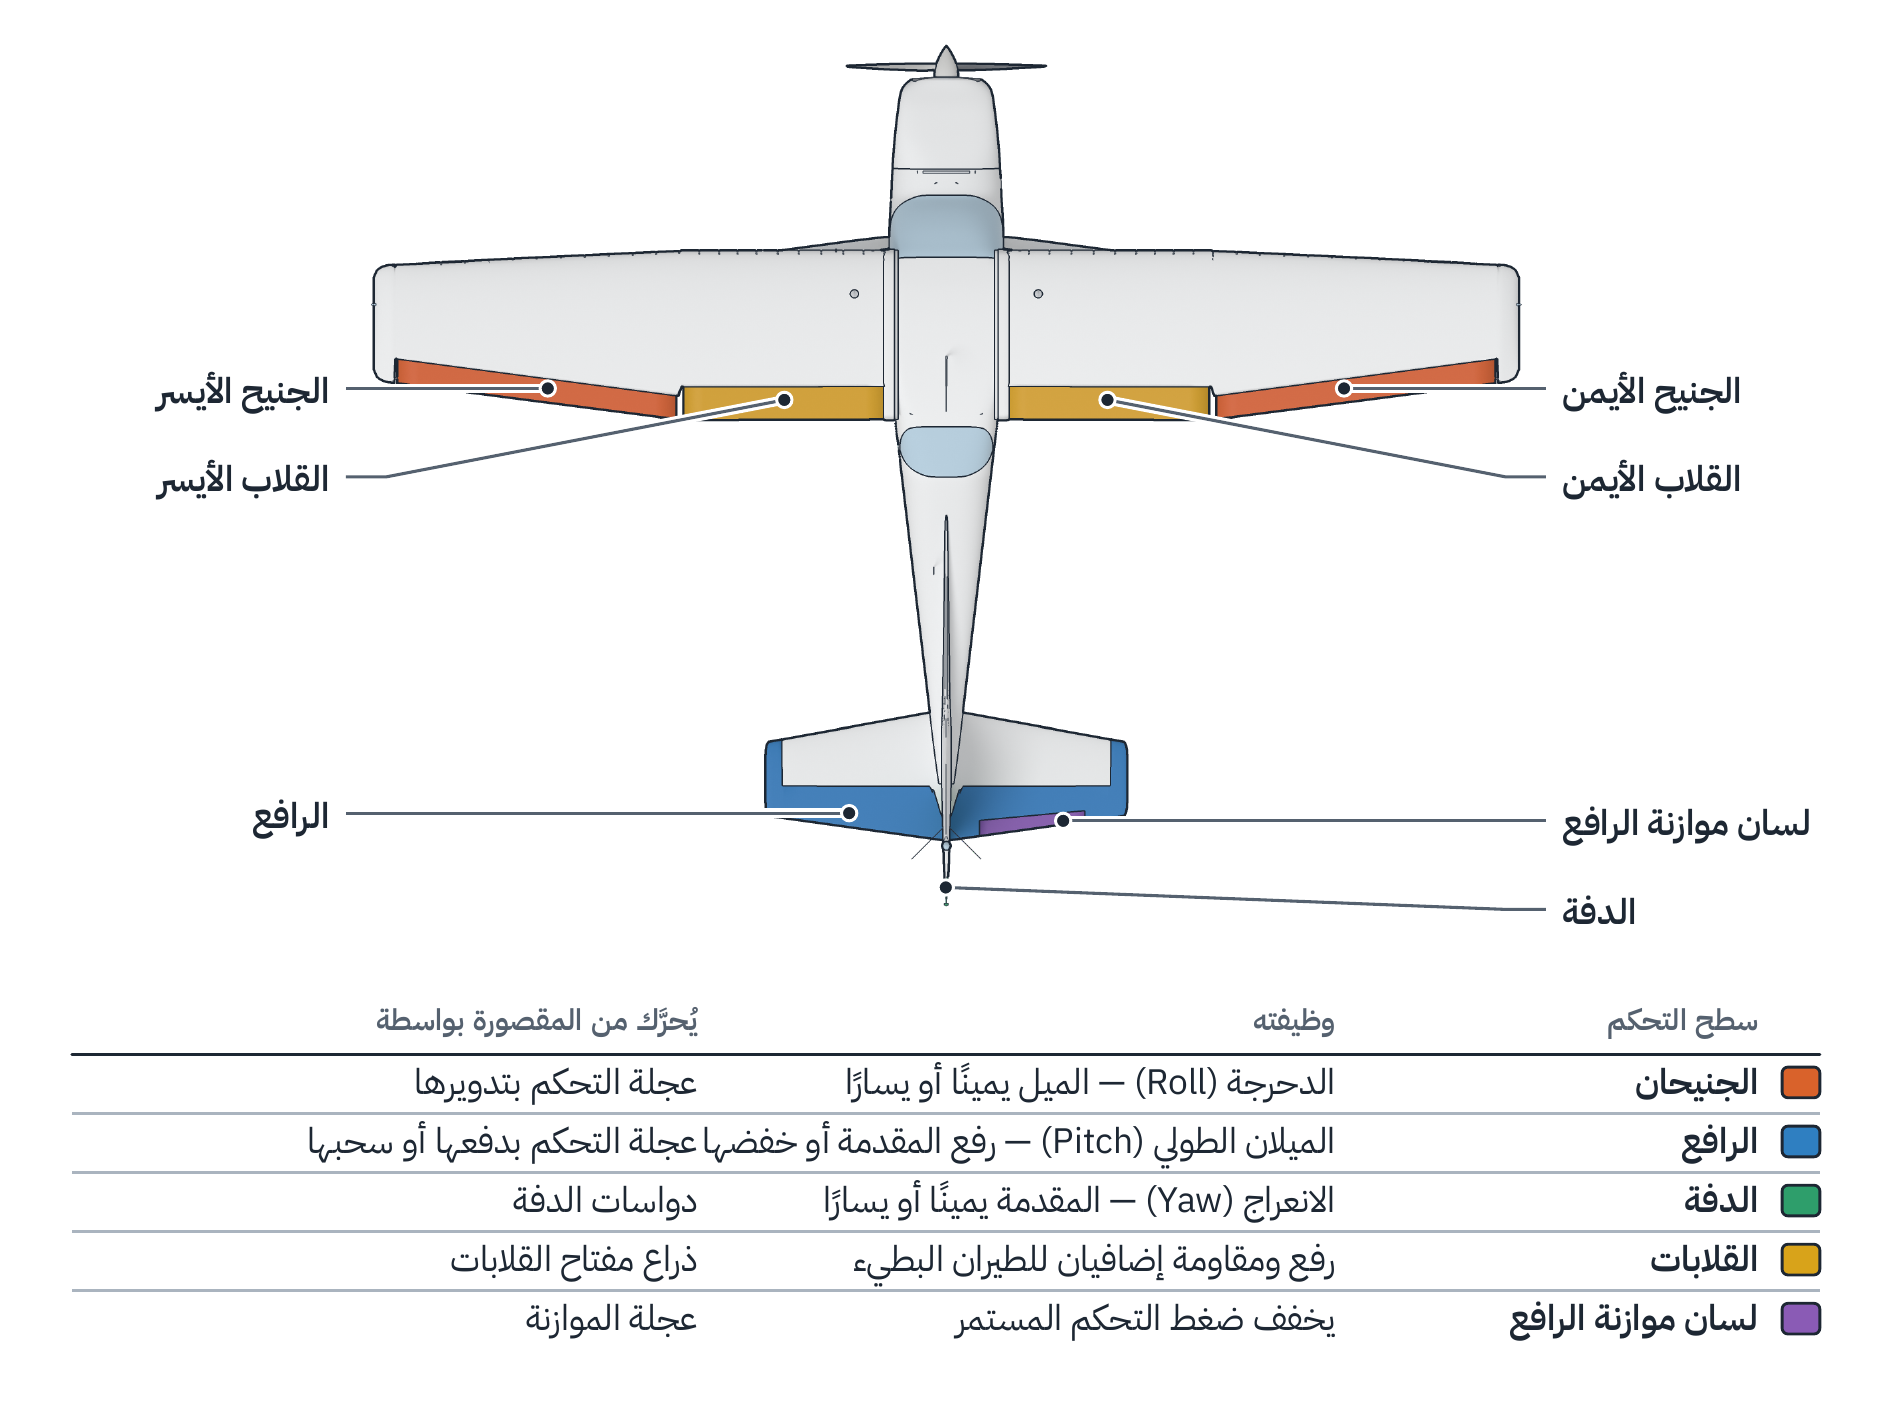 الجنيح الأيمن
الجنيح الأيسر
القلاب الأيمن
القلاب الأيسر
لسان موازنة الرافع
الرافع
الدفة
سطح التحكم وظيفته يُحرَّك من المقصورة بواسطة
الجنيحان الدحرجة (Roll) – الميل يمينًا أو يسارًا عجلة التحكم بتدويرها
الرافع الميلان الطولي (Pitch) – رفع المقدمة أو خفضها عجلة التحكم بدفعها أو سحبها
الدفة الانعراج (Yaw) – المقدمة يمينًا أو يسارًا دواسات الدفة
القلابات رفع ومقاومة إضافيان للطيران البطيء ذراع مفتاح القلابات
لسان موازنة الرافع يخفف ضغط التحكم المستمر عجلة الموازنة